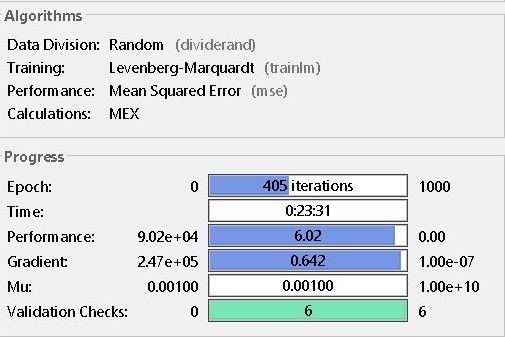 Algorithms
Data Division: Random (dividerand)
Training: Levenberg-Marquardt (trainlm)
Performance: Mean Squared Error (mse)
Calculations: MEX
Progress
Epoch: 0 405 iterations 1000
Time: 0:23:31
Performance: 9.02e+04 6.02 0.00
Gradient: 2.47e+05 0.642 1.00e-07
Mu: 0.00100 0.00100 1.00e+10
Validation Checks: 0 6 6